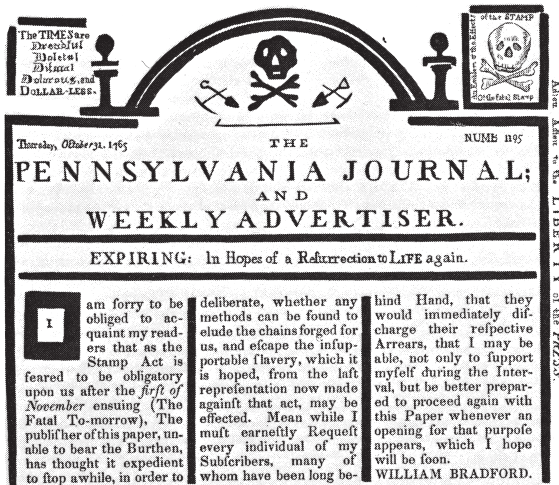 The TIMES are
Dreadful
Doleful
Dismal
Dolorous, and
DOLLAR-LESS.
An Emblem of the Effects
of the STAMP
O! the fatal Stamp
Thursday, October 31, 1765
NUMB 1195
THE
PENNSYLVANIA JOURNAL;
AND
WEEKLY ADVERTISER.
EXPIRING: In Hopes of a Resurrection to LIFE again.
I am sorry to be
obliged to ac-
quaint my read-
ers that as the
Stamp Act is
feared to be obligatory
upon us after the first of
November ensuing (The
Fatal To-morrow), The
publisher of this paper, un-
able to bear the Burthen,
has thought it expedient
to stop awhile, in order to
deliberate, whether any
methods can be found to
elude the chains forged for
us, and escape the insup-
portable slavery, which it
is hoped, from the last
representation now made
against that act, may be
effected. Mean while I
must earnestly Request
every individual of my
Subscribers, many of
whom have been long be-
hind Hand, that they
would immediately dis-
charge their respective
Arrears, that I may be
able, not only to support
myself during the Inter-
val, but be better prepar-
ed to proceed again with
this Paper whenever an
opening for that purpose
appears, which I hope
will be soon.
WILLIAM BRADFORD.
Adieu, Adieu to the LIBERTY of the PRESS